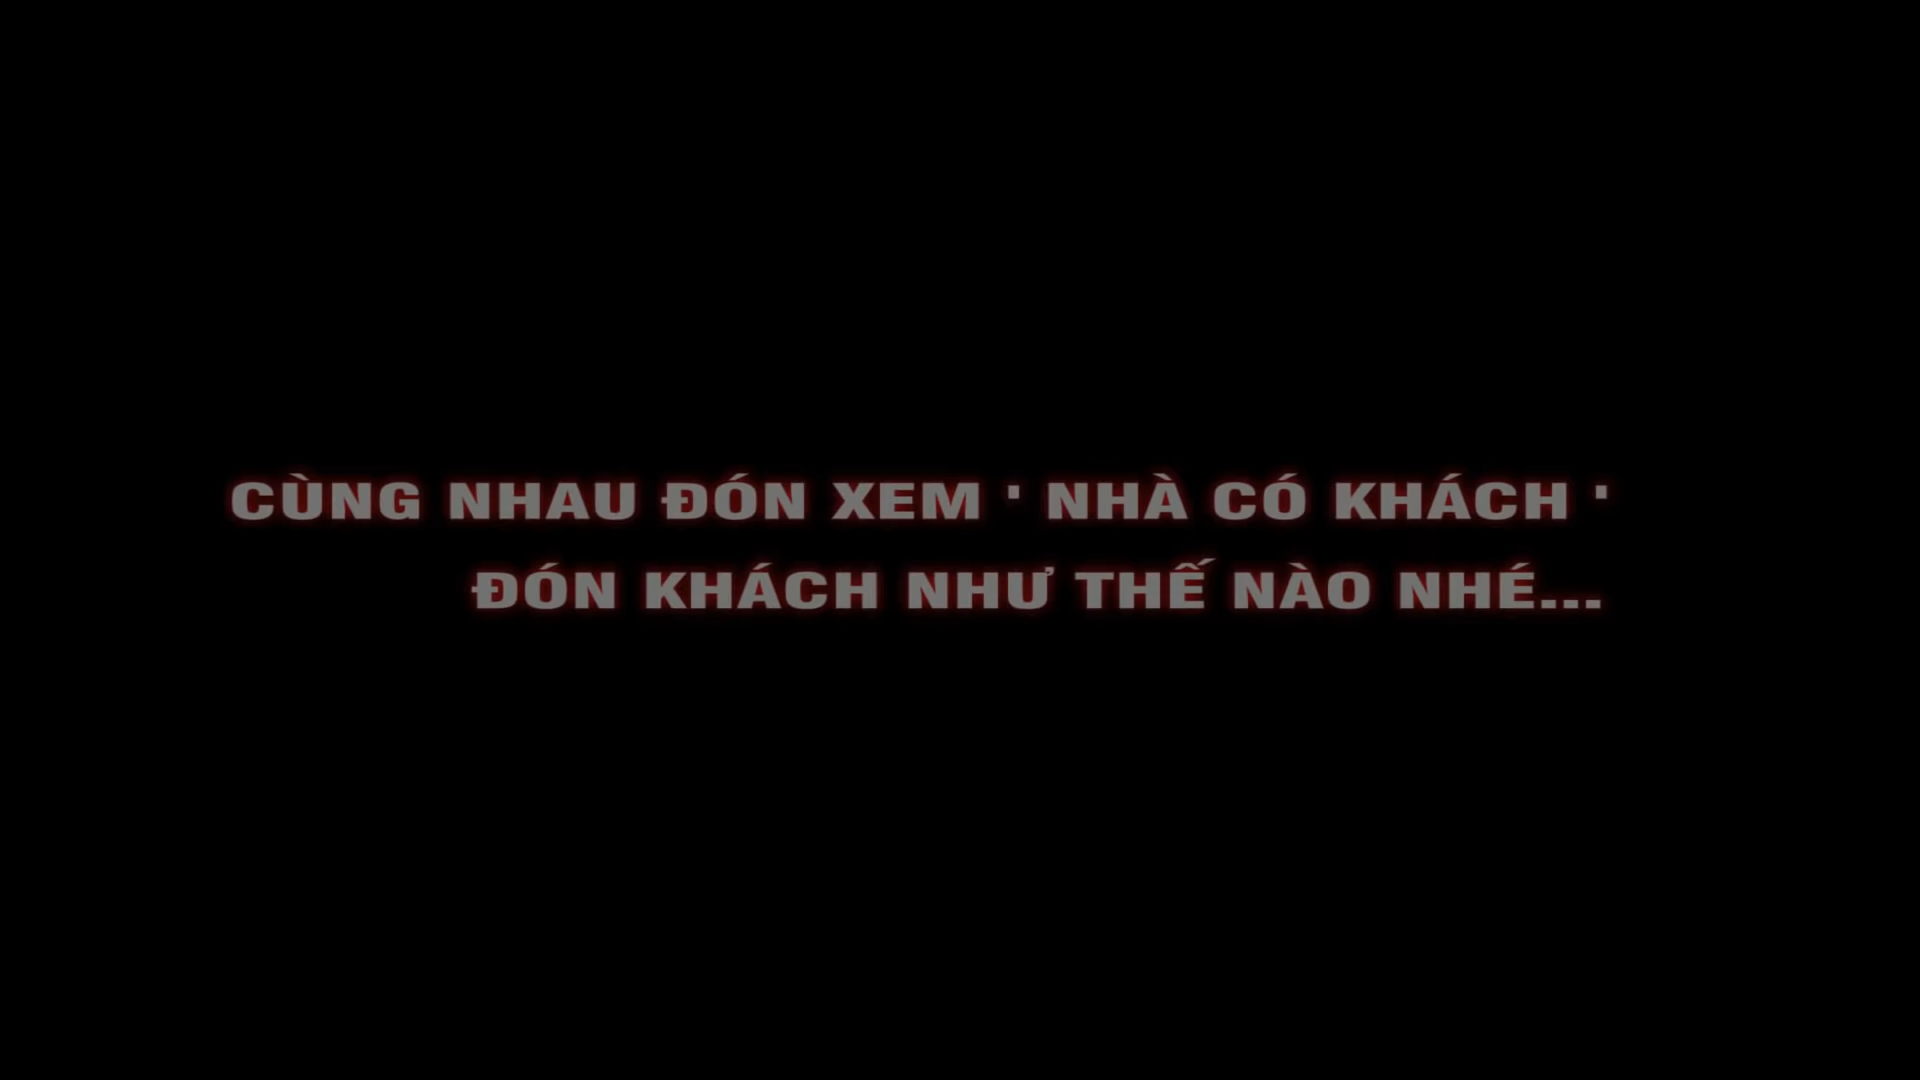 CÙNG NHAU ĐÓN XEM ' NHÀ CÓ KHÁCH '
ĐÓN KHÁCH NHƯ THẾ NÀO NHÉ...